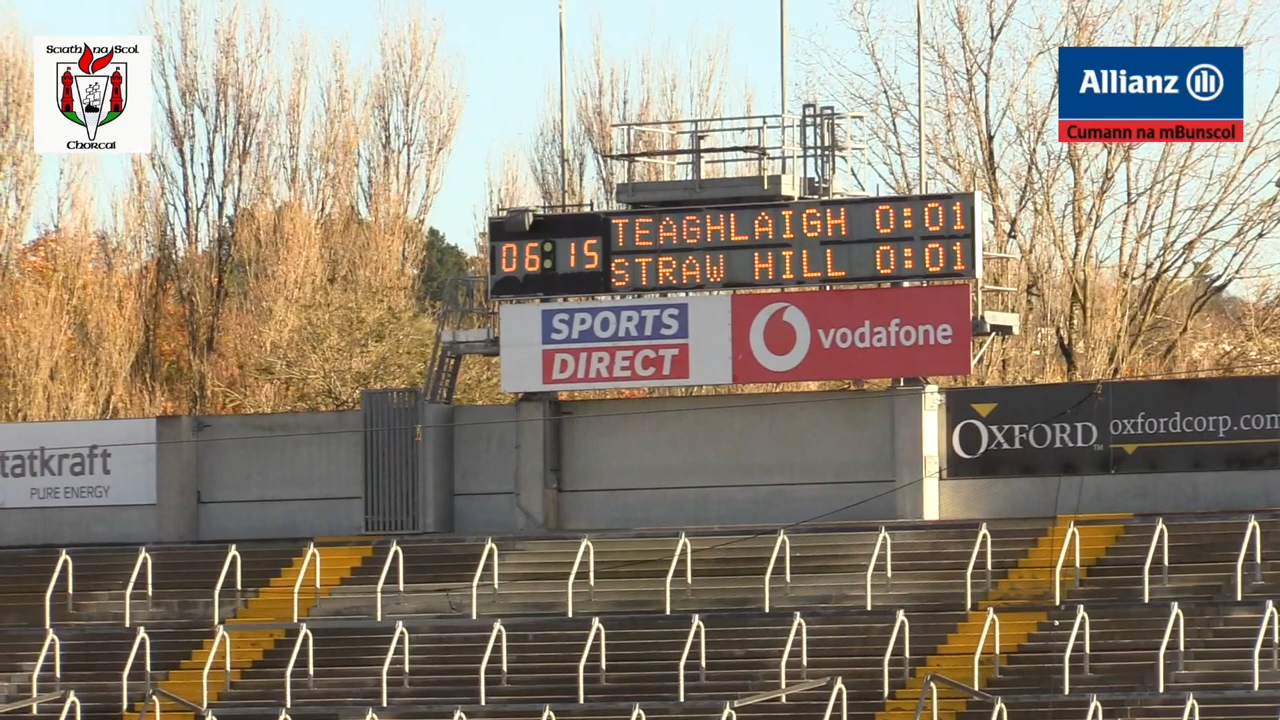 Sciath na Scol
Chorcaí
Allianz
Cumann na mBunscol
06:15
TEAGHLAIGH 0:01
STRAW HILL 0:01
SPORTS
DIRECT
vodafone
tatkraft
PURE ENERGY
OXFORD™
oxfordcorp.com